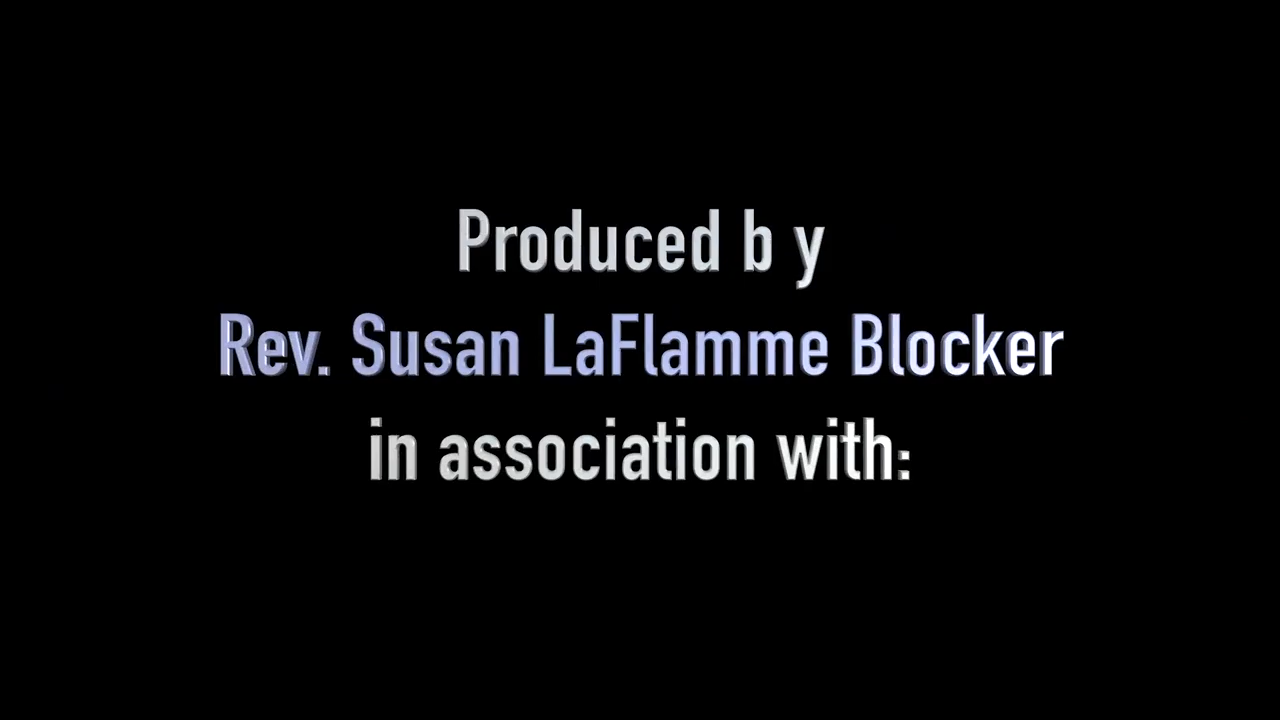 Produced b y
Rev. Susan LaFlamme Blocker
in association with: